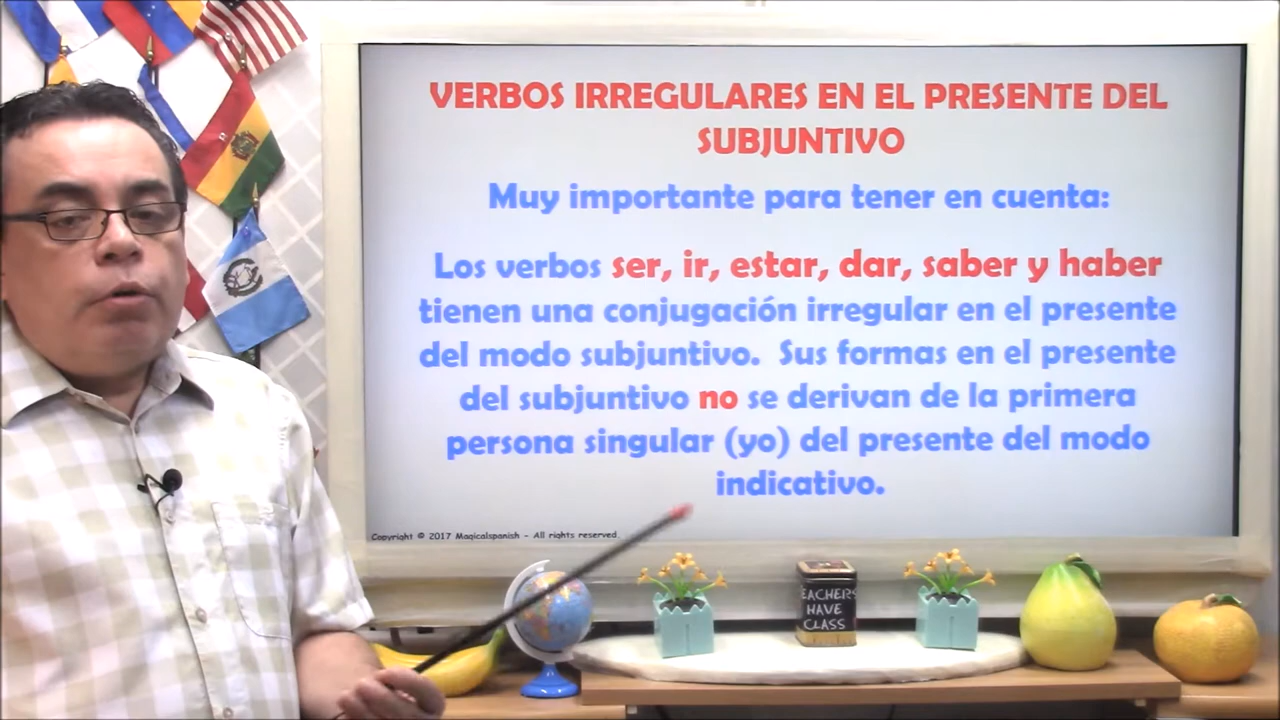 VERBOS IRREGULARES EN EL PRESENTE DEL
SUBJUNTIVO
Muy importante para tener en cuenta:
Los verbos ser, ir, estar, dar, saber y haber
tienen una conjugación irregular en el presente
del modo subjuntivo. Sus formas en el presente
del subjuntivo no se derivan de la primera
persona singular (yo) del presente del modo
indicativo.
Copyright © 2017 Magicalspanish - All rights reserved.
EACHERS
HAVE
CLASS